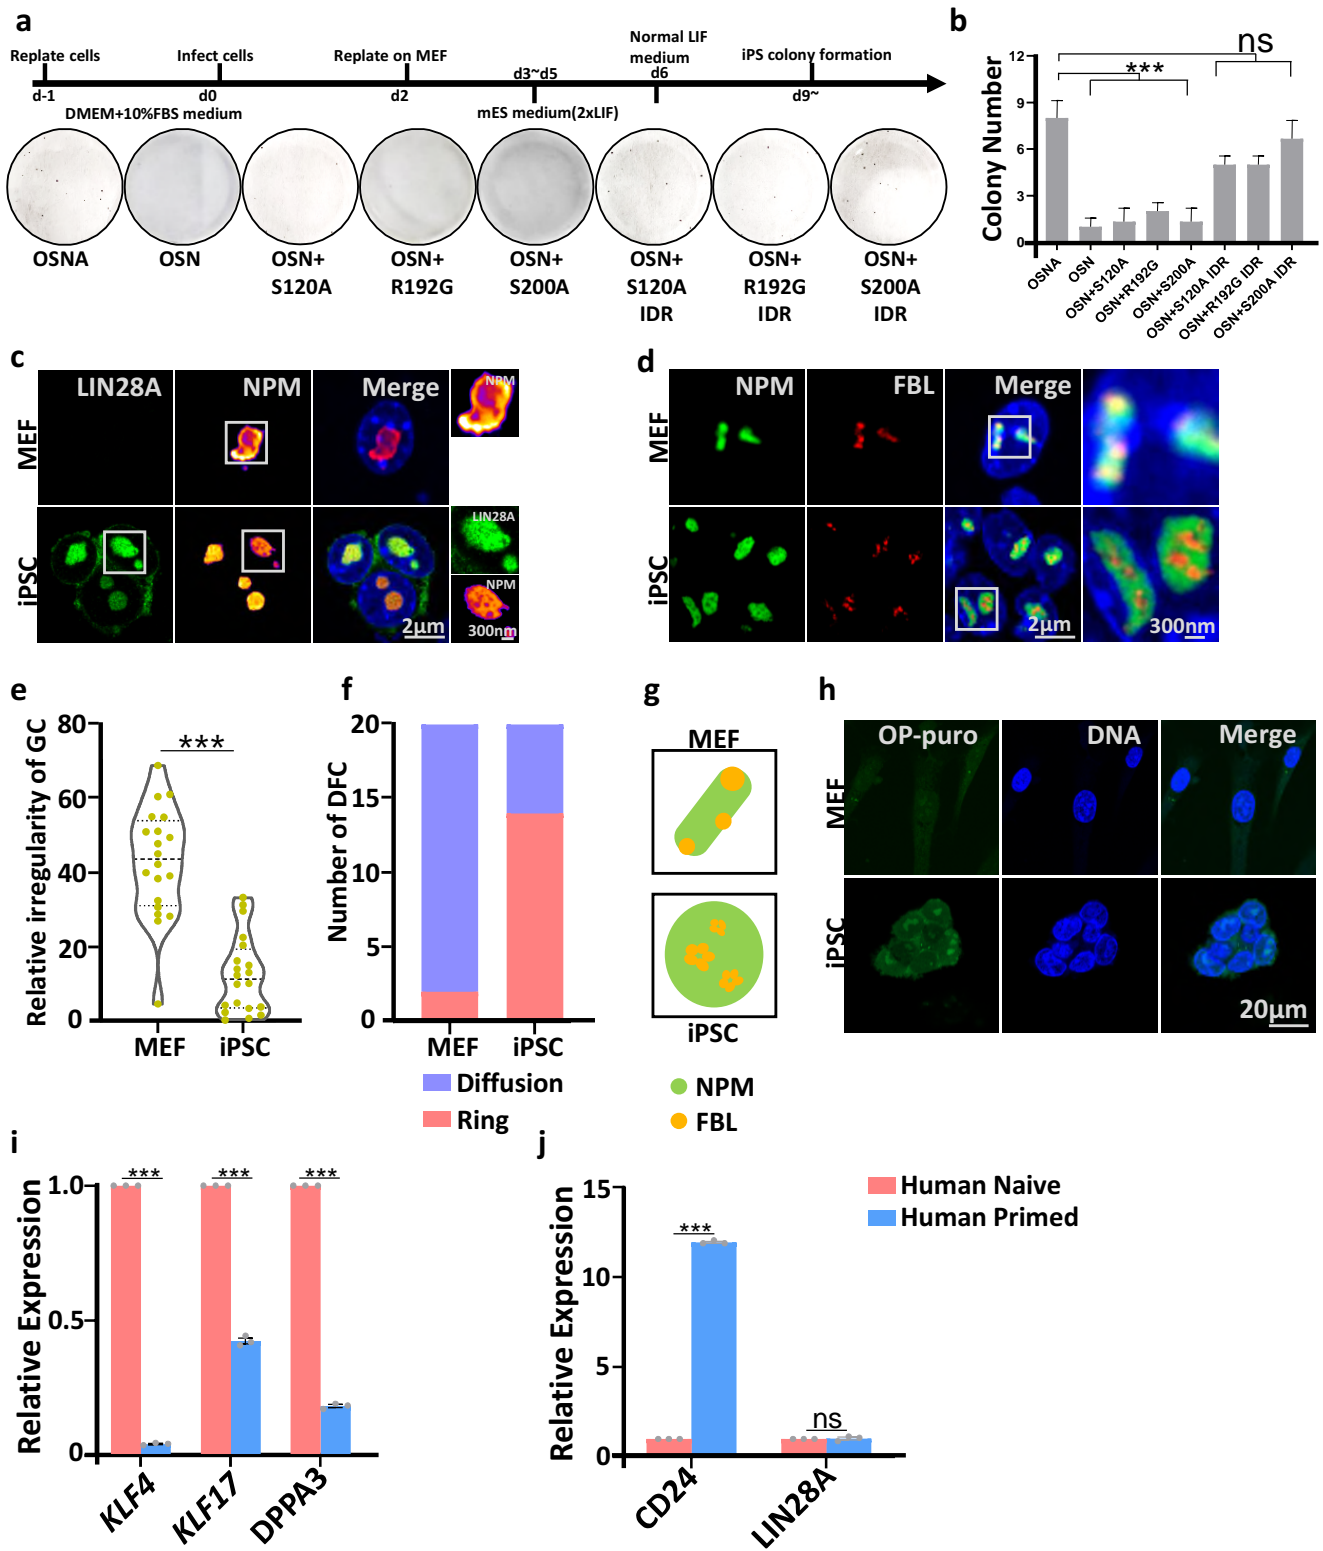 a
Replate cells
Infect cells
Replate on MEF
d3~d5
Normal LIF
medium
iPS colony formation
d-1
d0
d2
d6
d9~
DMEM+10%FBS medium
mES medium(2xLIF)
OSNA
OSN
OSN+
S120A
OSN+
R192G
OSN+
S200A
OSN+
S120A
IDR
OSN+
R192G
IDR
OSN+
S200A
IDR
b
Colony Number
12
9
6
3
0
***
ns
OSNA
OSN
OSN+S120A
OSN+R192G
OSN+S200A
OSN+S120A IDR
OSN+R192G IDR
OSN+S200A IDR
c
LIN28A
NPM
Merge
NPM
MEF
iPSC
LIN28A
NPM
2μm
300nm
d
NPM
FBL
Merge
MEF
iPSC
2μm
300nm
e
Relative irregularity of GC
80
60
40
20
0
***
MEF
iPSC
f
Number of DFC
20
15
10
5
0
MEF
iPSC
Diffusion
Ring
g
MEF
iPSC
NPM
FBL
h
OP-puro
DNA
Merge
MEF
iPSC
20μm
i
Relative Expression
1.0
0.5
0
***
***
***
KLF4
KLF17
DPPA3
j
Relative Expression
15
10
5
0
***
ns
CD24
LIN28A
Human Naive
Human Primed